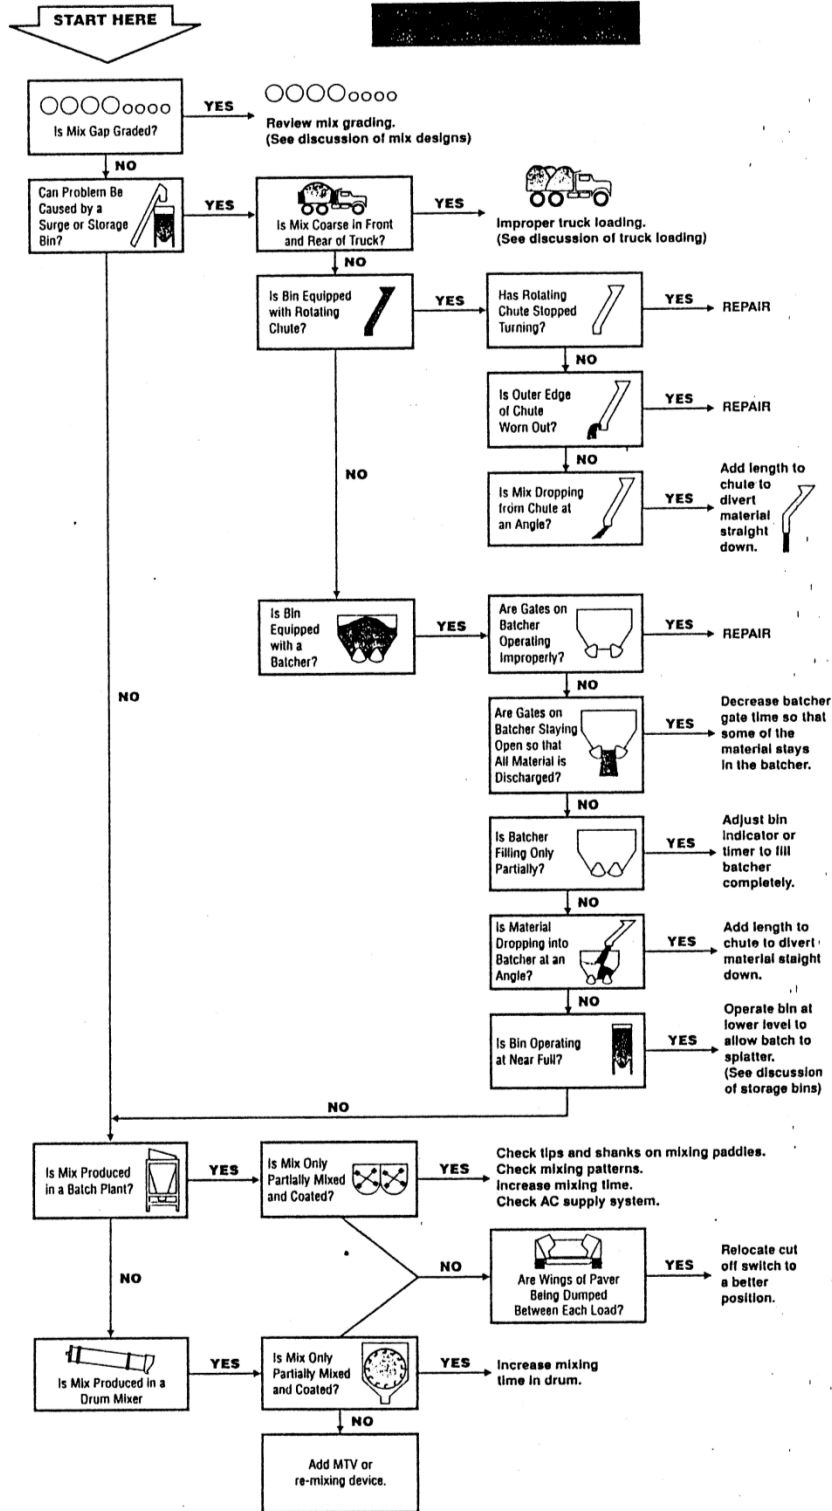 START HERE
Is Mix Gap Graded?
YES
Review mix grading.
(See discussion of mix designs)
NO
Can Problem Be
Caused by a
Surge or Storage
Bin?
YES
Is Mix Coarse in Front
and Rear of Truck?
YES
Improper truck loading.
(See discussion of truck loading)
NO
Is Bin Equipped
with Rotating
Chute?
YES
Has Rotating
Chute Stopped
Turning?
YES
REPAIR
NO
Is Outer Edge
of Chute
Worn Out?
YES
REPAIR
NO
Is Mix Dropping
from Chute at
an Angle?
YES
Add length to
chute to
divert
material
straight
down.
NO
Is Bin
Equipped
with a
Batcher?
YES
Are Gates on
Batcher
Operating
Improperly?
YES
REPAIR
NO
Are Gates on
Batcher Staying
Open so that
All Material is
Discharged?
YES
Decrease batcher
gate time so that
some of the
material stays
in the batcher.
NO
Is Batcher
Filling Only
Partially?
YES
Adjust bin
indicator or
timer to fill
batcher
completely.
NO
Is Material
Dropping into
Batcher at an
Angle?
YES
Add length to
chute to divert
material staight
down.
NO
Is Bin Operating
at Near Full?
YES
Operate bin at
lower level to
allow batch to
splatter.
(See discussion
of storage bins)
NO
NO
Is Mix Produced
in a Batch Plant?
YES
Is Mix Only
Partially Mixed
and Coated?
YES
Check tips and shanks on mixing paddles.
Check mixing patterns.
Increase mixing time.
Check AC supply system.
NO
NO
Are Wings of Paver
Being Dumped
Between Each Load?
YES
Relocate cut
off switch to
a better
position.
Is Mix Produced in a
Drum Mixer
YES
Is Mix Only
Partially Mixed
and Coated?
YES
Increase mixing
time in drum.
NO
Add MTV or
re-mixing device.